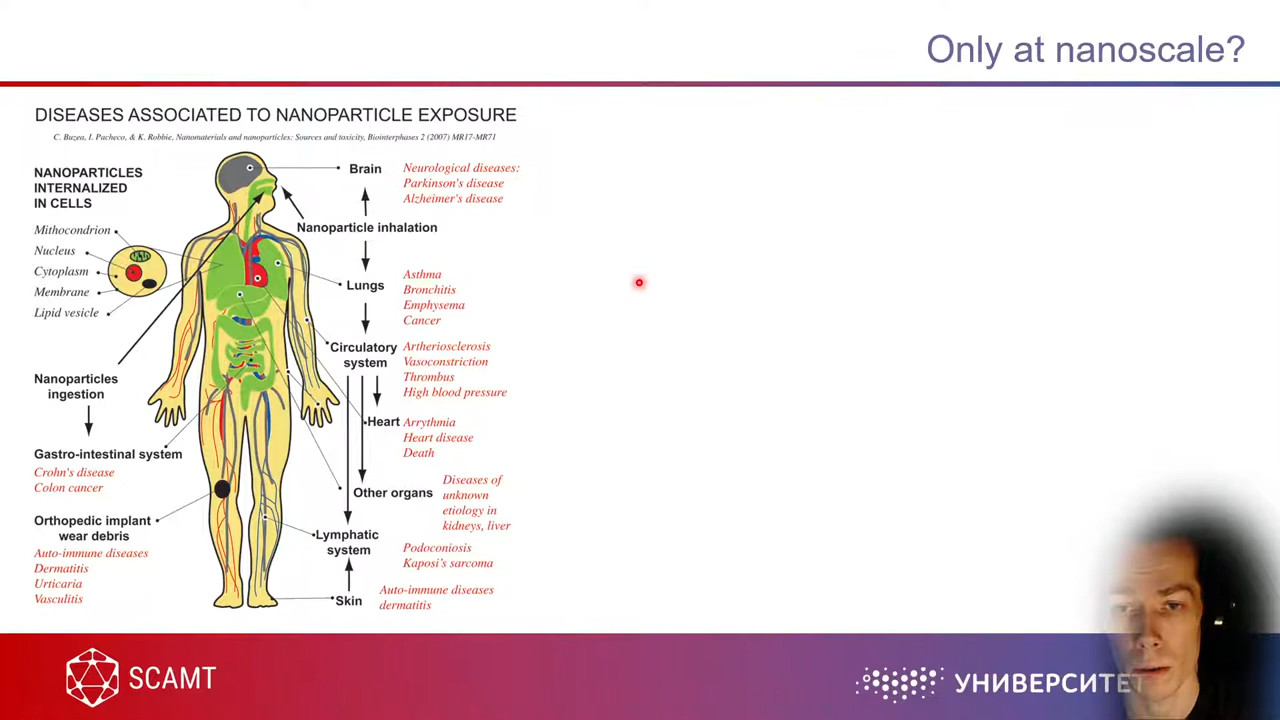 Only at nanoscale?
DISEASES ASSOCIATED TO NANOPARTICLE EXPOSURE
C. Buzea, I. Pacheco, & K. Robbie, Nanomaterials and nanoparticles: Sources and toxicity, Biointerphases 2 (2007) MR17-MR71
NANOPARTICLES
INTERNALIZED
IN CELLS
Mithocondrion
Nucleus
Cytoplasm
Membrane
Lipid vesicle
Nanoparticles
ingestion
Gastro-intestinal system
Crohn's disease
Colon cancer
Orthopedic implant
wear debris
Auto-immune diseases
Dermatitis
Urticaria
Vasculitis
Brain
Neurological diseases:
Parkinson's disease
Alzheimer's disease
Nanoparticle inhalation
Lungs
Asthma
Bronchitis
Emphysema
Cancer
Circulatory
system
Artheriosclerosis
Vasoconstriction
Thrombus
High blood pressure
Heart
Arrythmia
Heart disease
Death
Other organs
Diseases of
unknown
etiology in
kidneys, liver
Lymphatic
system
Podoconiosis
Kaposi's sarcoma
Skin
Auto-immune diseases
dermatitis
SCAMT
УНИВЕРСИТЕТ